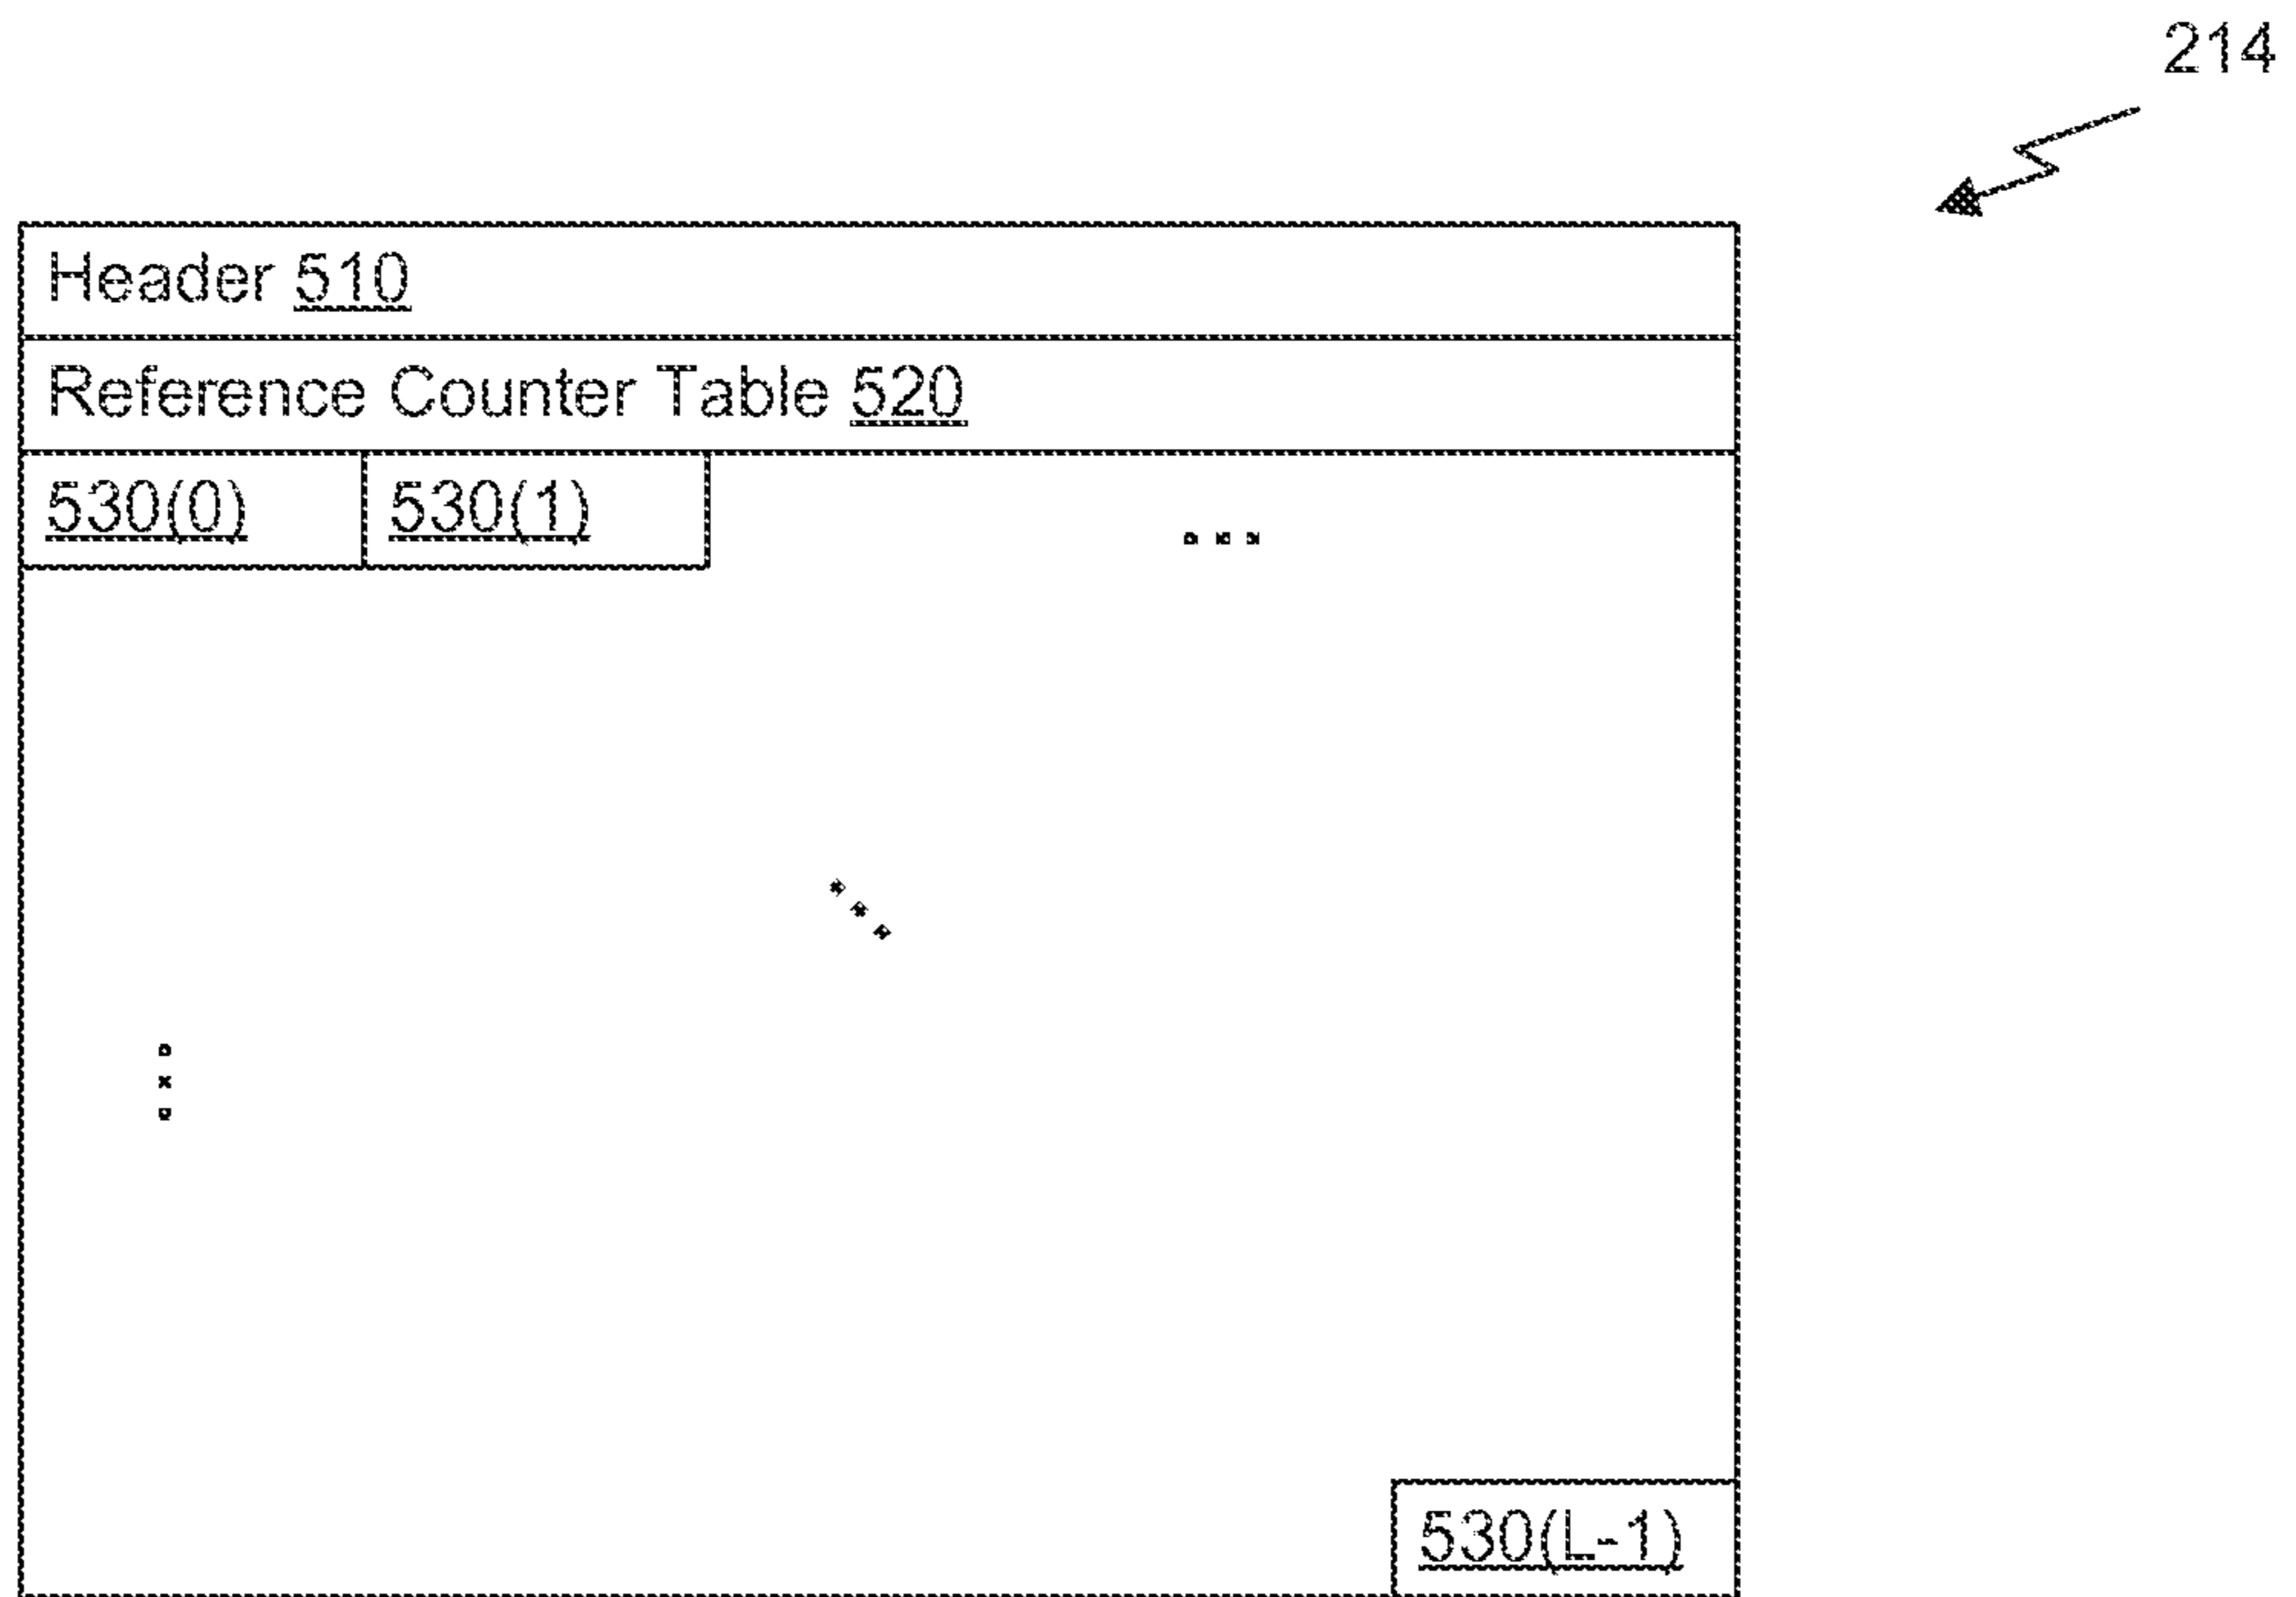 214
Header 510
Reference Counter Table 520
530(0) 530(1) ...
530(L-1)